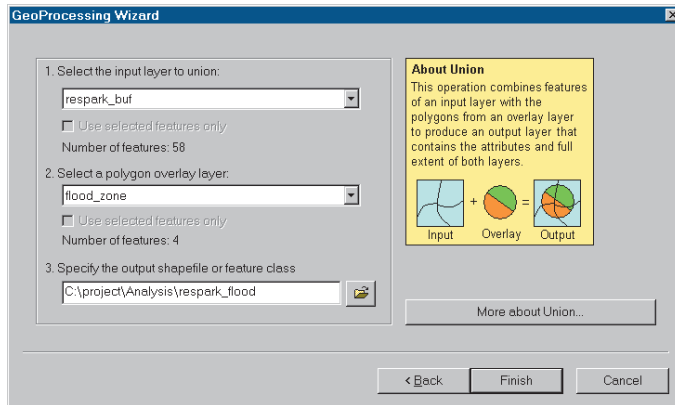 GeoProcessing Wizard
1. Select the input layer to union:
respark_buf
Use selected features only
Number of features: 58
2. Select a polygon overlay layer:
flood_zone
Use selected features only
Number of features: 4
3. Specify the output shapefile or feature class
C:\project\Analysis\respark_flood
About Union
This operation combines features
of an input layer with the
polygons from an overlay layer
to produce an output layer that
contains the attributes and full
extent of both layers.
+ =
Input Overlay Output
More about Union...
< Back Finish Cancel